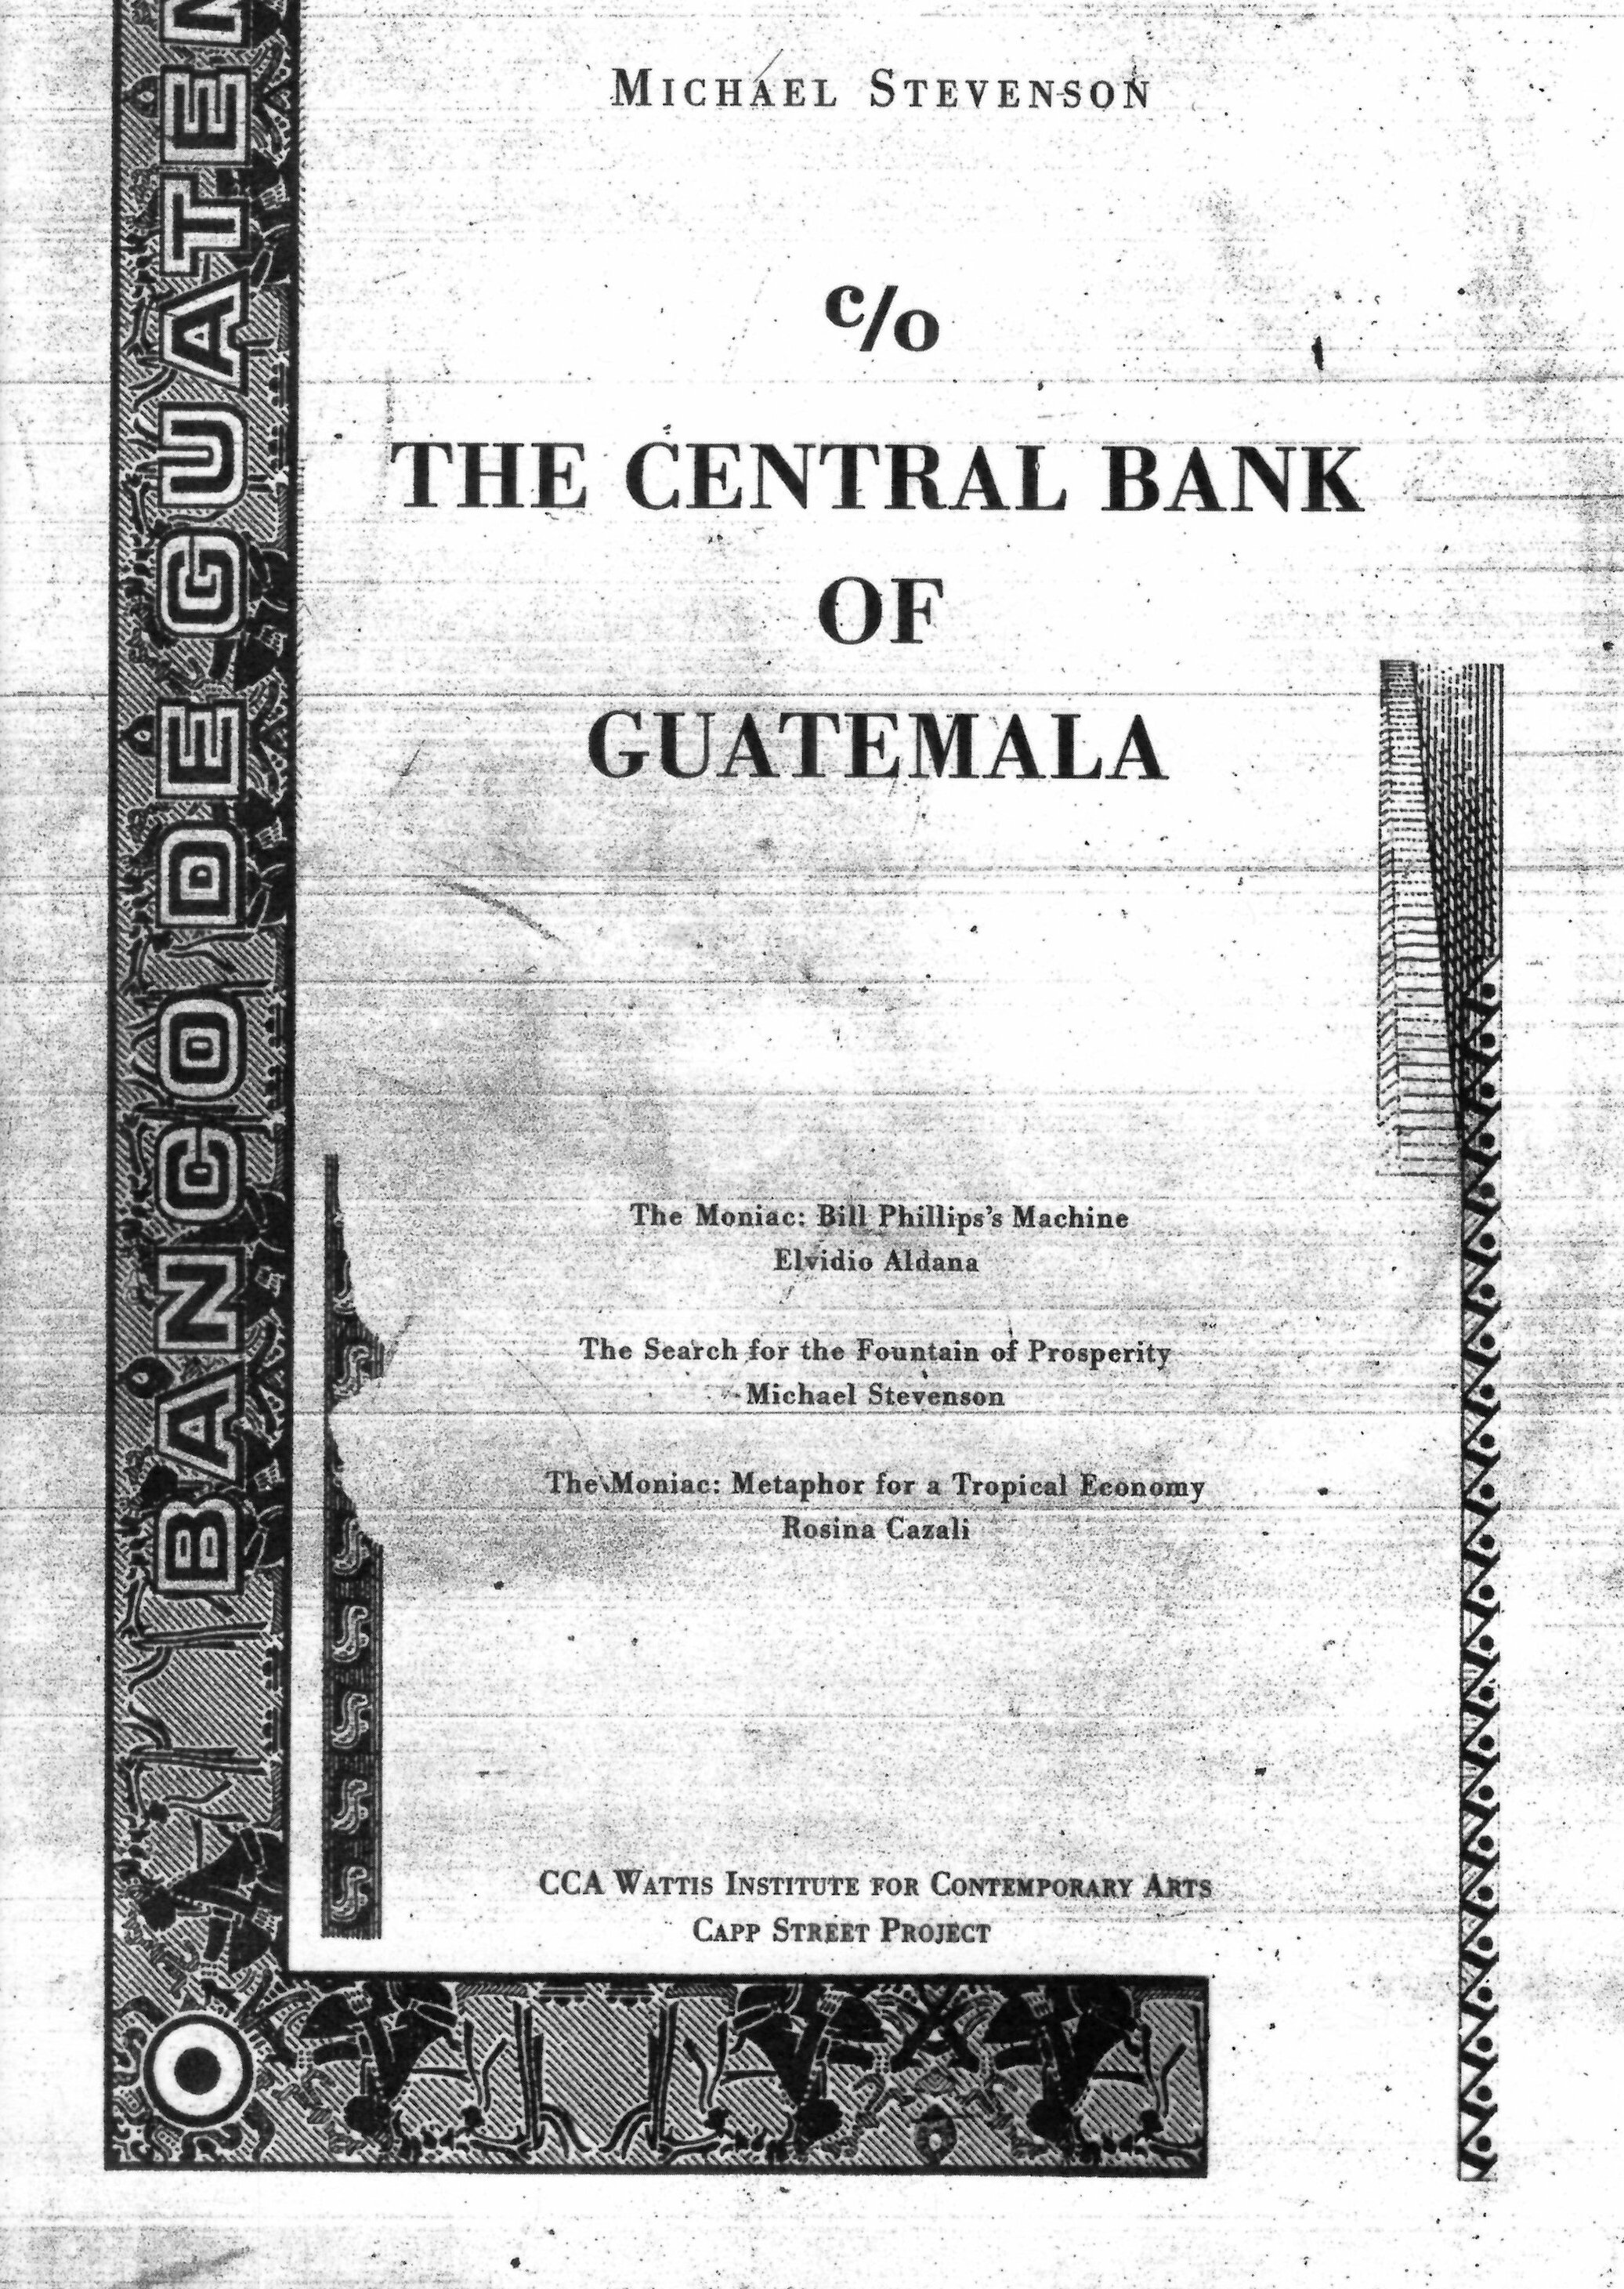 MICHAEL STEVENSON
c/o
THE CENTRAL BANK
OF
GUATEMALA
The Moniac: Bill Phillips's Machine
Elvidio Aldana
The Search for the Fountain of Prosperity
Michael Stevenson
The Moniac: Metaphor for a Tropical Economy
Rosina Cazali
CCA WATTIS INSTITUTE FOR CONTEMPORARY ARTS
CAPP STREET PROJECT
BANCO DE GUATEM